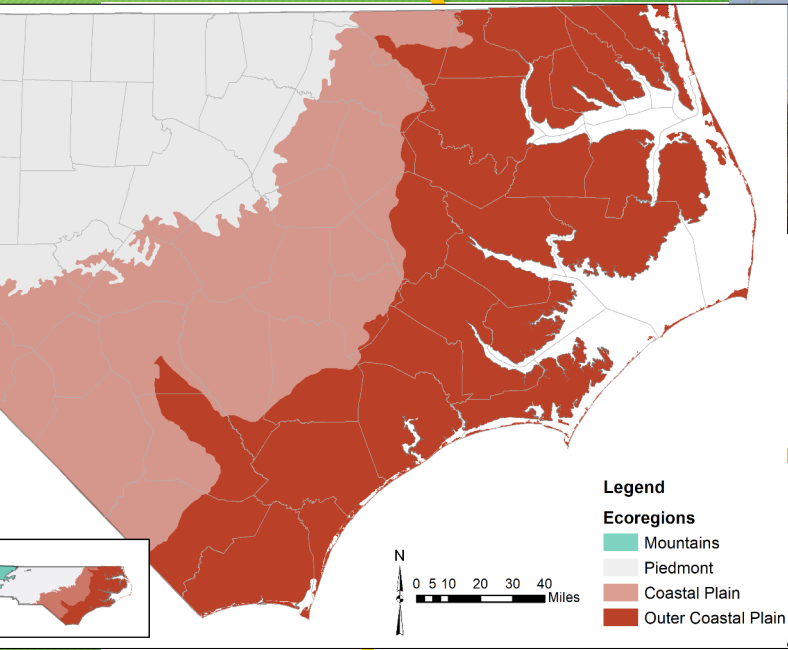 Legend
Ecoregions
Mountains
Piedmont
Coastal Plain
Outer Coastal Plain
N
0 5 10 20 30 40
Miles